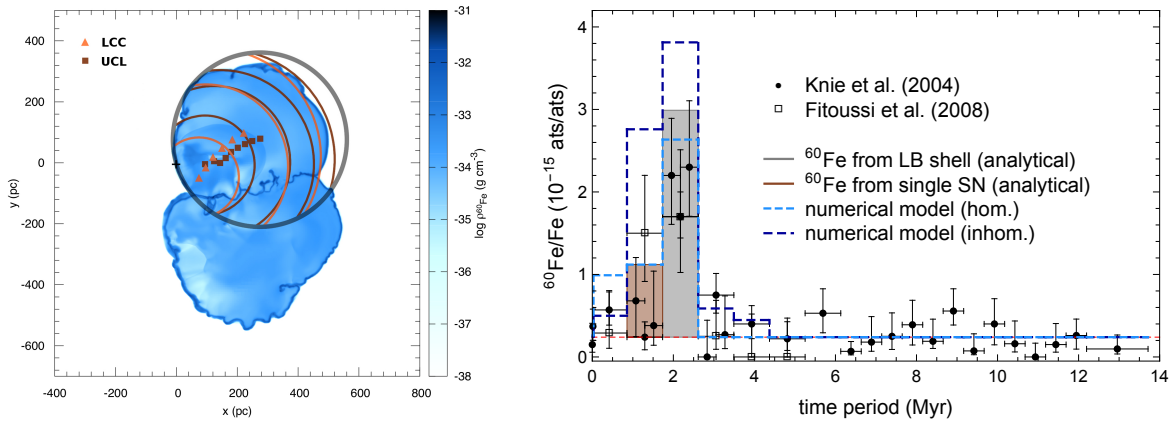 400
200
0
-200
-400
-600
y (pc)
-200 0 200 400 600 800
x (pc)
LCC
UCL
-31
-32
-33
-34
-35
-36
-37
-38
log ρ60Fe (g cm-3)
4
3
2
1
0
60Fe/Fe (10−15 ats/ats)
0 2 4 6 8 10 12 14
time period (Myr)
Knie et al. (2004)
Fitoussi et al. (2008)
60Fe from LB shell (analytical)
60Fe from single SN (analytical)
numerical model (hom.)
numerical model (inhom.)